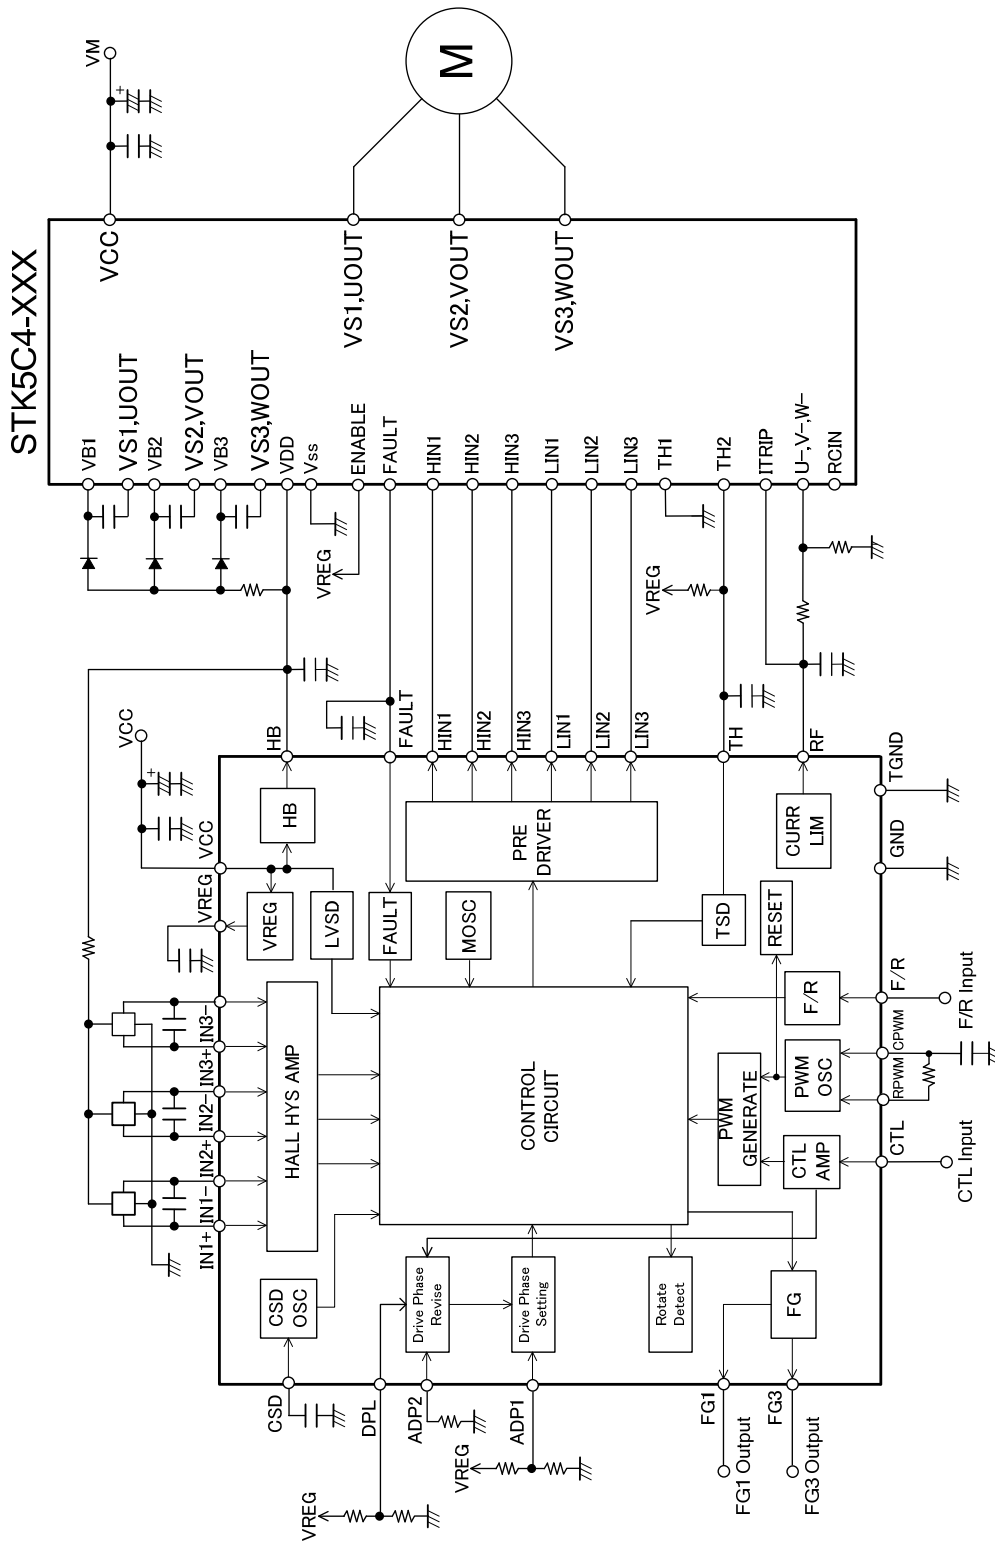 STK5C4-XXX
VM
M
VCC
VS1,UOUT
VS2,VOUT
VS3,WOUT
VB1
VS1,UOUT
VB2
VS2,VOUT
VB3
VS3,WOUT
VDD
Vss
ENABLE
FAULT
HIN1
HIN2
HIN3
LIN1
LIN2
LIN3
TH1
TH2
ITRIP
U-,V-,W-
RCIN
VREG
VREG
VCC
+
+
HB
FAULT
HIN1
HIN2
HIN3
LIN1
LIN2
LIN3
TH
RF
TGND
GND
VCC
VREG
HB
VREG
LVSD
FAULT
MOSC
PRE
DRIVER
TSD
CURR
LIM
RESET
F/R
F/R
F/R Input
IN3-
IN3+
IN2-
IN2+
IN1-
IN1+
HALL HYS AMP
CONTROL
CIRCUIT
PWM
GENERATE
PWM
OSC
CPWM
RPWM
CTL
AMP
CTL
CTL Input
CSD
OSC
Drive Phase
Revise
Drive Phase
Setting
Rotate
Detect
FG
CSD
DPL
ADP2
ADP1
FG1
FG3
VREG
VREG
FG1 Output
FG3 Output